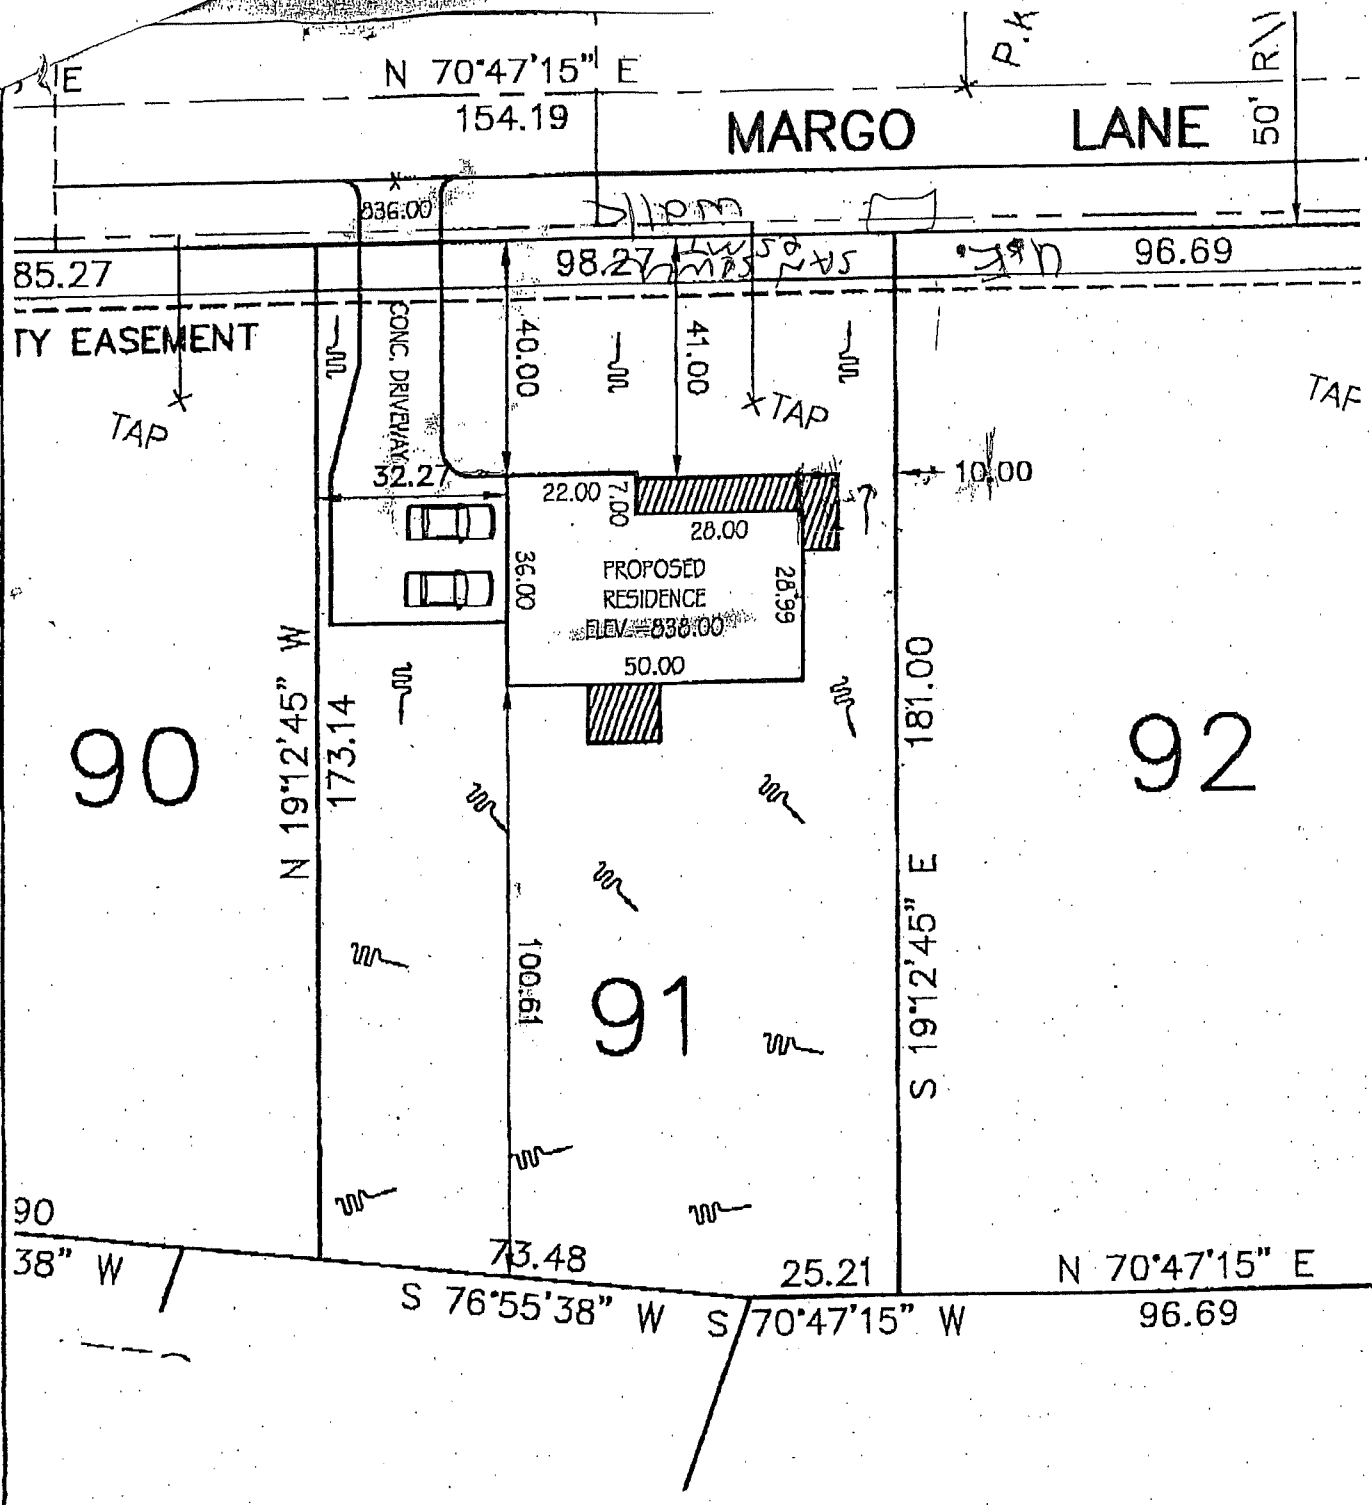 E
N 70°47'15" E
154.19
P.K
50' R\
MARGO LANE
836.00
85.27
98.27
96.69
TY EASEMENT
CONC. DRIVEWAY
40.00
41.00
TAP
TAP
TAP
32.27
22.00
7.00
28.00
10.00
36.00
PROPOSED
RESIDENCE
ELEV.=838.00
28.99
50.00
N 19°12'45" W
173.14
181.00
S 19°12'45" E
90
92
100.61
91
90
38" W
73.48
S 76°55'38" W
25.21
S 70°47'15" W
N 70°47'15" E
96.69